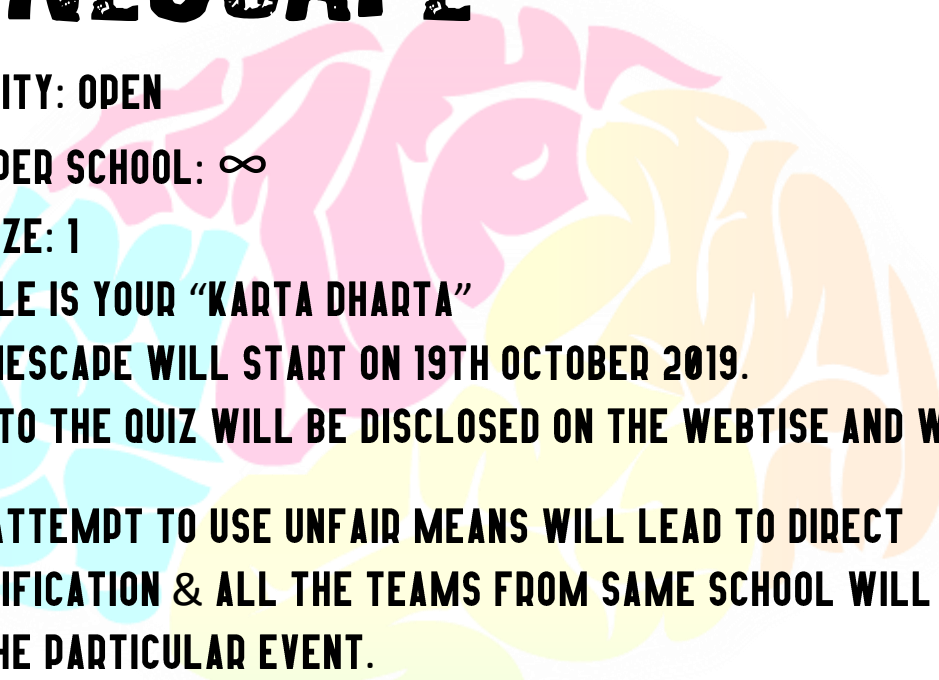 NESCAPE
ITY: OPEN
PER SCHOOL: ∞
ZE: 1
LE IS YOUR “KARTA DHARTA”
NESCAPE WILL START ON 19TH OCTOBER 2019.
TO THE QUIZ WILL BE DISCLOSED ON THE WEBTISE AND W
ATTEMPT TO USE UNFAIR MEANS WILL LEAD TO DIRECT
IFICATION & ALL THE TEAMS FROM SAME SCHOOL WILL
HE PARTICULAR EVENT.